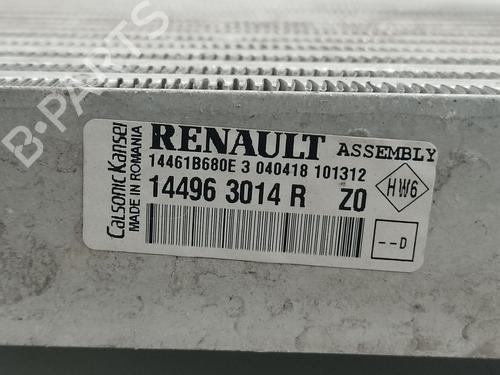 B-PARTS
Calsonic Kansei
MADE IN ROMANIA
RENAULT ASSEMBLY
14461B680E 3 040418 101312
14496 3014 R Z0
HW6
--D